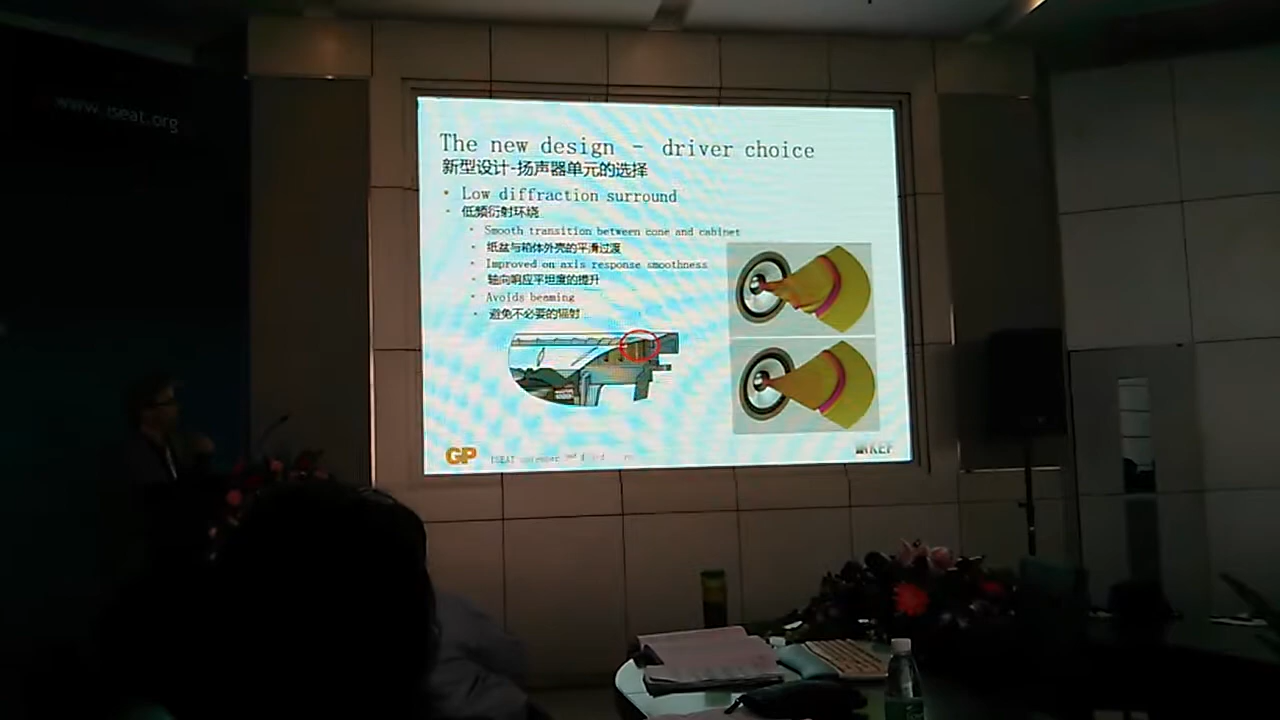 www.iseat.org
The new design - driver choice
新型设计-扬声器单元的选择
• Low diffraction surround
• 低频衍射环绕
• Smooth transition between cone and cabinet
• 纸盆与箱体外壳的平滑过渡
• Improved on axis response smoothness
• 轴向响应平坦度的提升
• Avoids beaming
• 避免不必要的辐射
GP
ISEAT
KEF